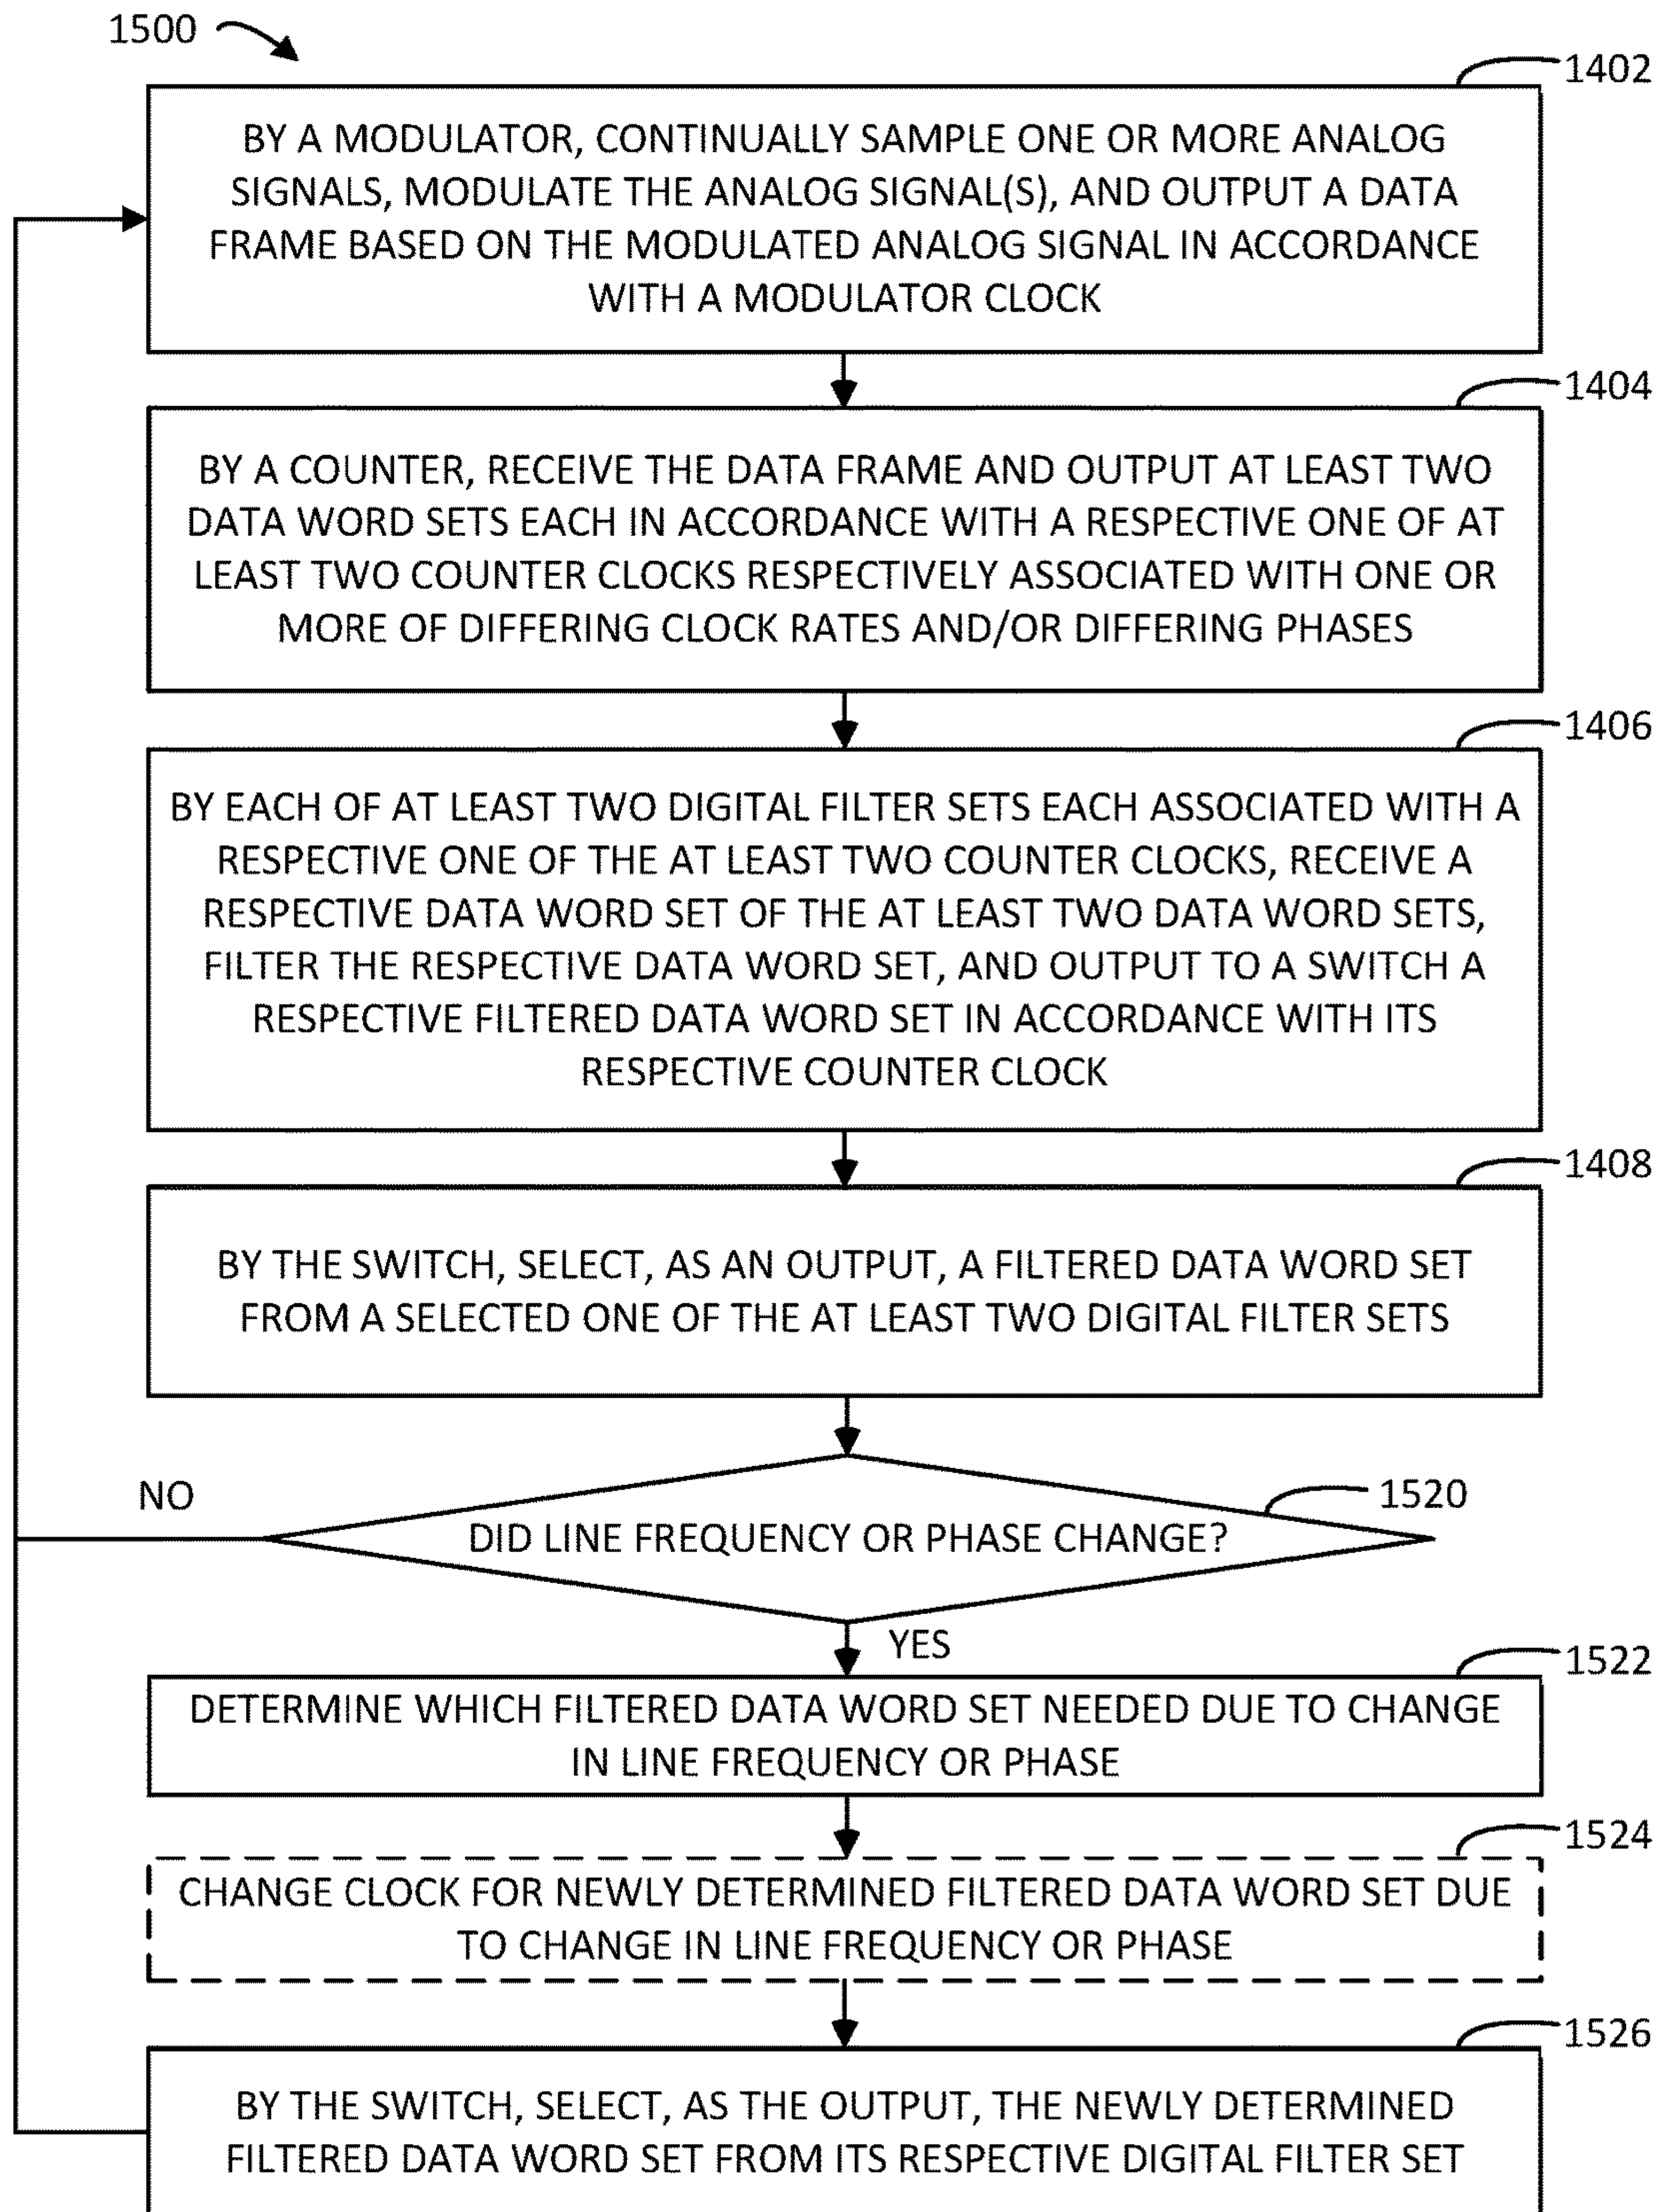 1500
1402
BY A MODULATOR, CONTINUALLY SAMPLE ONE OR MORE ANALOG
SIGNALS, MODULATE THE ANALOG SIGNAL(S), AND OUTPUT A DATA
FRAME BASED ON THE MODULATED ANALOG SIGNAL IN ACCORDANCE
WITH A MODULATOR CLOCK
1404
BY A COUNTER, RECEIVE THE DATA FRAME AND OUTPUT AT LEAST TWO
DATA WORD SETS EACH IN ACCORDANCE WITH A RESPECTIVE ONE OF AT
LEAST TWO COUNTER CLOCKS RESPECTIVELY ASSOCIATED WITH ONE OR
MORE OF DIFFERING CLOCK RATES AND/OR DIFFERING PHASES
1406
BY EACH OF AT LEAST TWO DIGITAL FILTER SETS EACH ASSOCIATED WITH A
RESPECTIVE ONE OF THE AT LEAST TWO COUNTER CLOCKS, RECEIVE A
RESPECTIVE DATA WORD SET OF THE AT LEAST TWO DATA WORD SETS,
FILTER THE RESPECTIVE DATA WORD SET, AND OUTPUT TO A SWITCH A
RESPECTIVE FILTERED DATA WORD SET IN ACCORDANCE WITH ITS
RESPECTIVE COUNTER CLOCK
1408
BY THE SWITCH, SELECT, AS AN OUTPUT, A FILTERED DATA WORD SET
FROM A SELECTED ONE OF THE AT LEAST TWO DIGITAL FILTER SETS
NO
1520
DID LINE FREQUENCY OR PHASE CHANGE?
YES
1522
DETERMINE WHICH FILTERED DATA WORD SET NEEDED DUE TO CHANGE
IN LINE FREQUENCY OR PHASE
1524
CHANGE CLOCK FOR NEWLY DETERMINED FILTERED DATA WORD SET DUE
TO CHANGE IN LINE FREQUENCY OR PHASE
1526
BY THE SWITCH, SELECT, AS THE OUTPUT, THE NEWLY DETERMINED
FILTERED DATA WORD SET FROM ITS RESPECTIVE DIGITAL FILTER SET